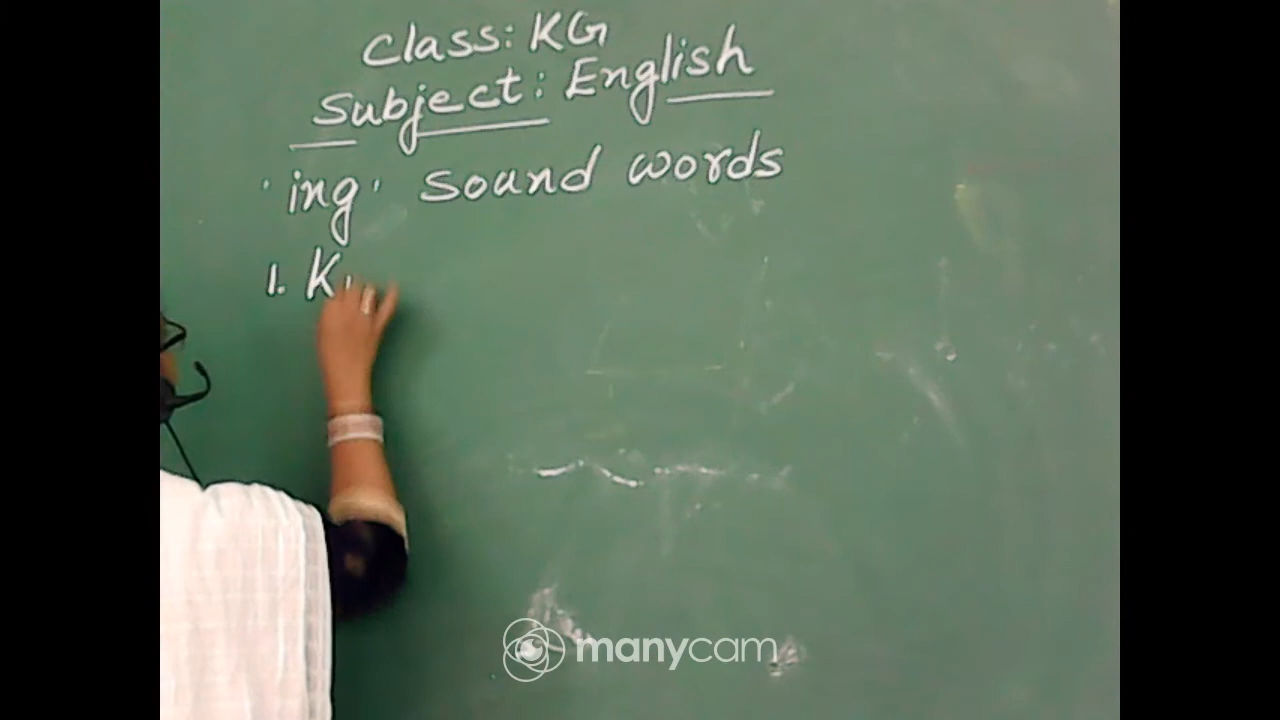 Class: KG
Subject: English
'ing' sound words
1. K
manycam